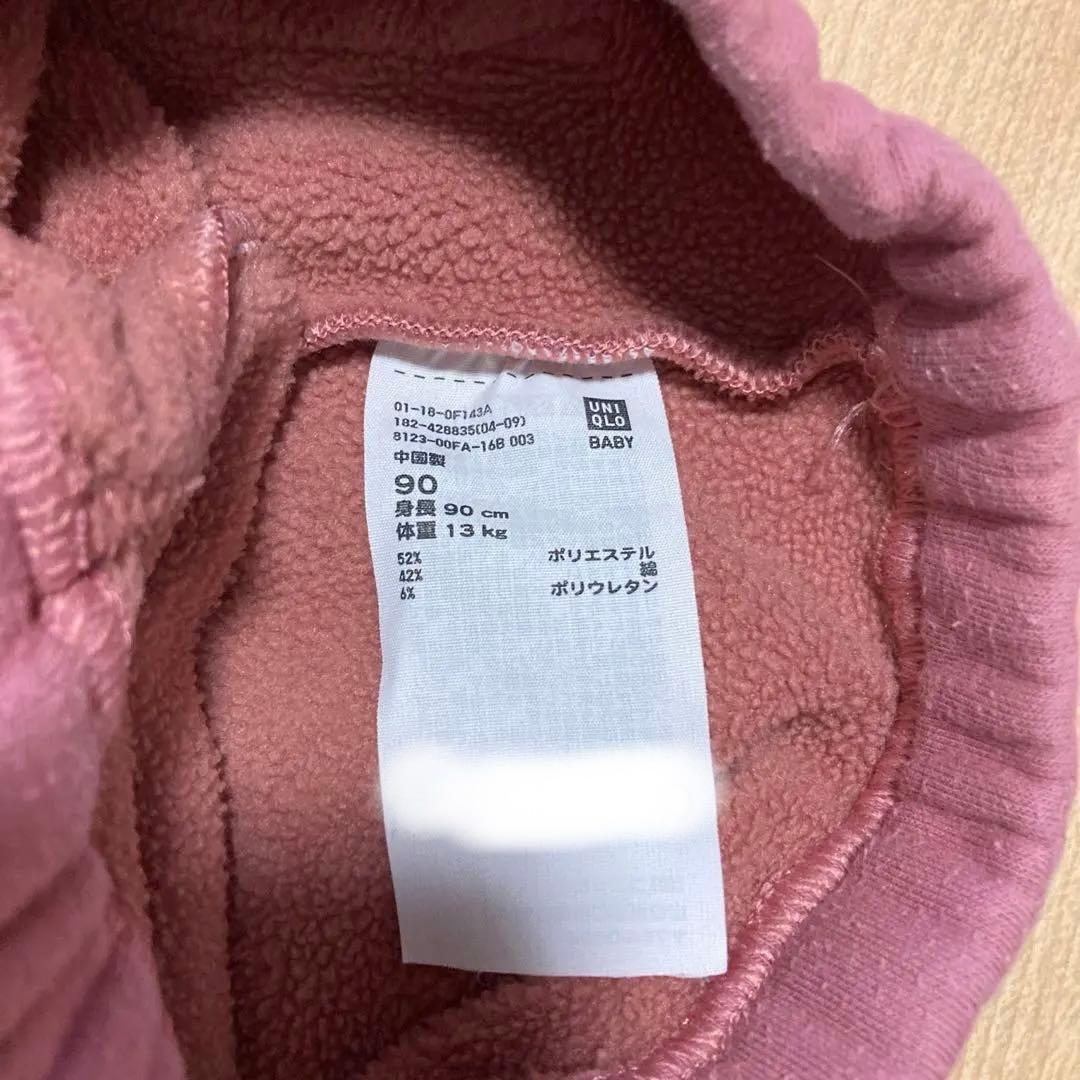 01-18-0F143A
182-428835(04-09)
8123-00FA-16B 003
UNI
QLO
BABY
中国製
90
身長 90 cm
体重 13 kg
52% ポリエステル
42% 綿
6% ポリウレタン